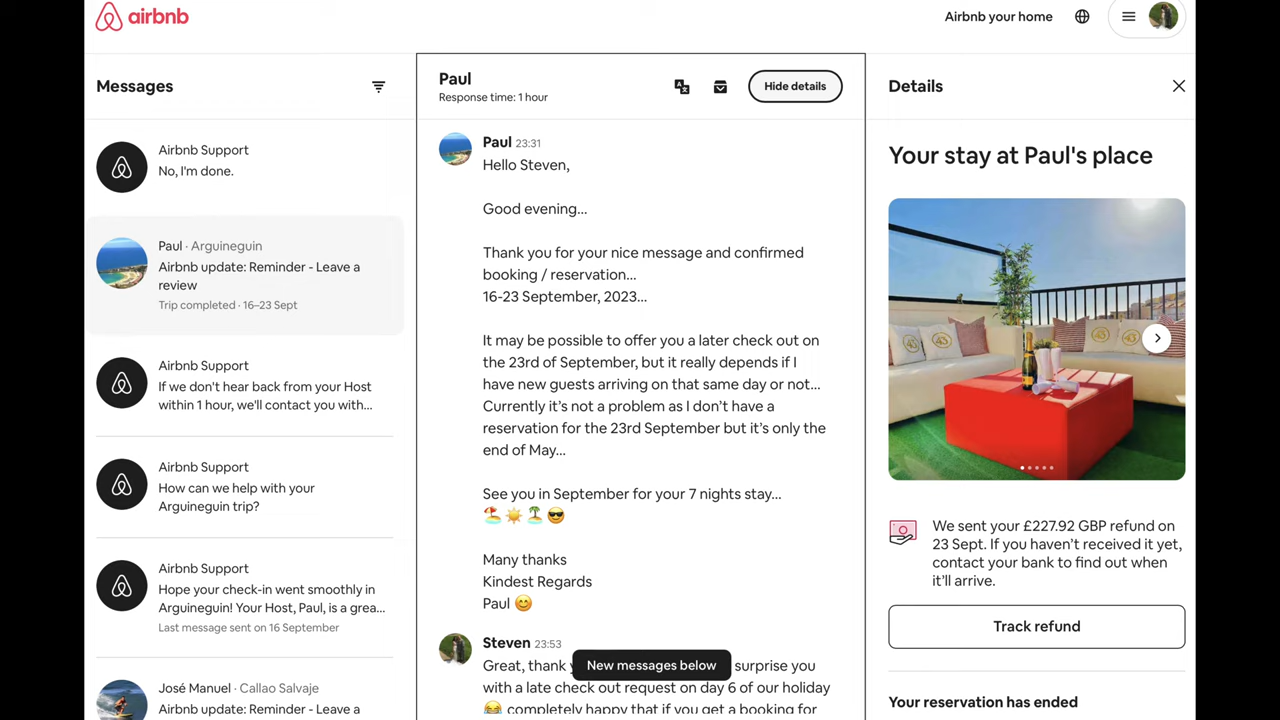 airbnb
Airbnb your home
Messages
Airbnb Support
No, I'm done.
Paul · Arguineguin
Airbnb update: Reminder - Leave a
review
Trip completed · 16–23 Sept
Airbnb Support
If we don't hear back from your Host
within 1 hour, we'll contact you with...
Airbnb Support
How can we help with your
Arguineguin trip?
Airbnb Support
Hope your check-in went smoothly in
Arguineguin! Your Host, Paul, is a grea...
Last message sent on 16 September
José Manuel · Callao Salvaje
Airbnb update: Reminder - Leave a
Paul
Response time: 1 hour
Hide details
Paul 23:31
Hello Steven,
Good evening...
Thank you for your nice message and confirmed
booking / reservation...
16-23 September, 2023...
It may be possible to offer you a later check out on
the 23rd of September, but it really depends if I
have new guests arriving on that same day or not...
Currently it’s not a problem as I don’t have a
reservation for the 23rd September but it’s only the
end of May...
See you in September for your 7 nights stay...
🏖️☀️🏝️😎
Many thanks
Kindest Regards
Paul 😊
Steven 23:53
Great, thank surprise you
New messages below
with a late check out request on day 6 of our holiday
😂 completely happy that if you get a booking for
Details
Your stay at Paul's place
43
43
We sent your £227.92 GBP refund on
23 Sept. If you haven’t received it yet,
contact your bank to find out when
it’ll arrive.
Track refund
Your reservation has ended